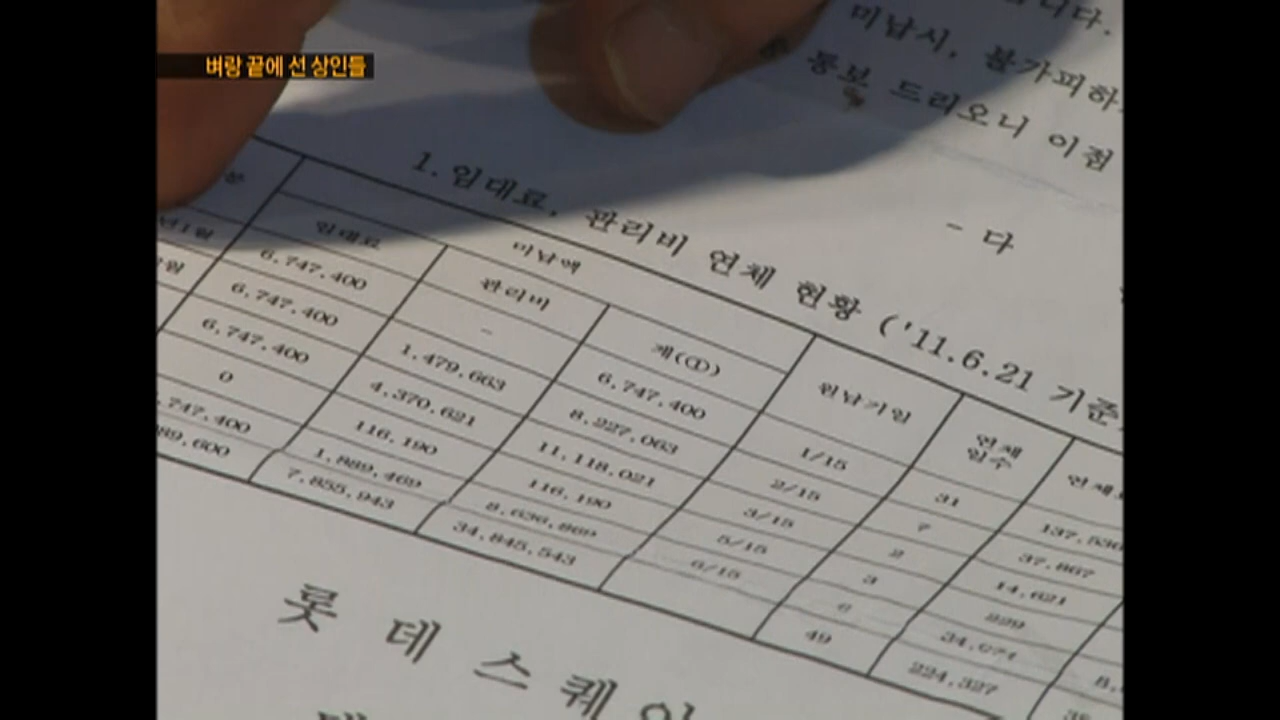 벼랑 끝에 선 상인들
미납시, 불가피하
통보 드리오니 이점
- 다
1. 임대료, 관리비 연체 현황 ('11.6.21 기준
미납액
임대료 관리비 계(①) 원납기일 연체일수
6,747,400 - 6,747,400 1/15 31 137,530
6,747,400 1,479,663 8,227,063 2/15 7 37,867
6,747,400 4,370,621 11,118,021 3/15 2 14,621
0 116,190 116,190 5/15 3 229
,747,400 1,889,469 8,636,869 6/15 6
89,600 7,855,943 34,845,543 49 224,327
롯데스퀘어